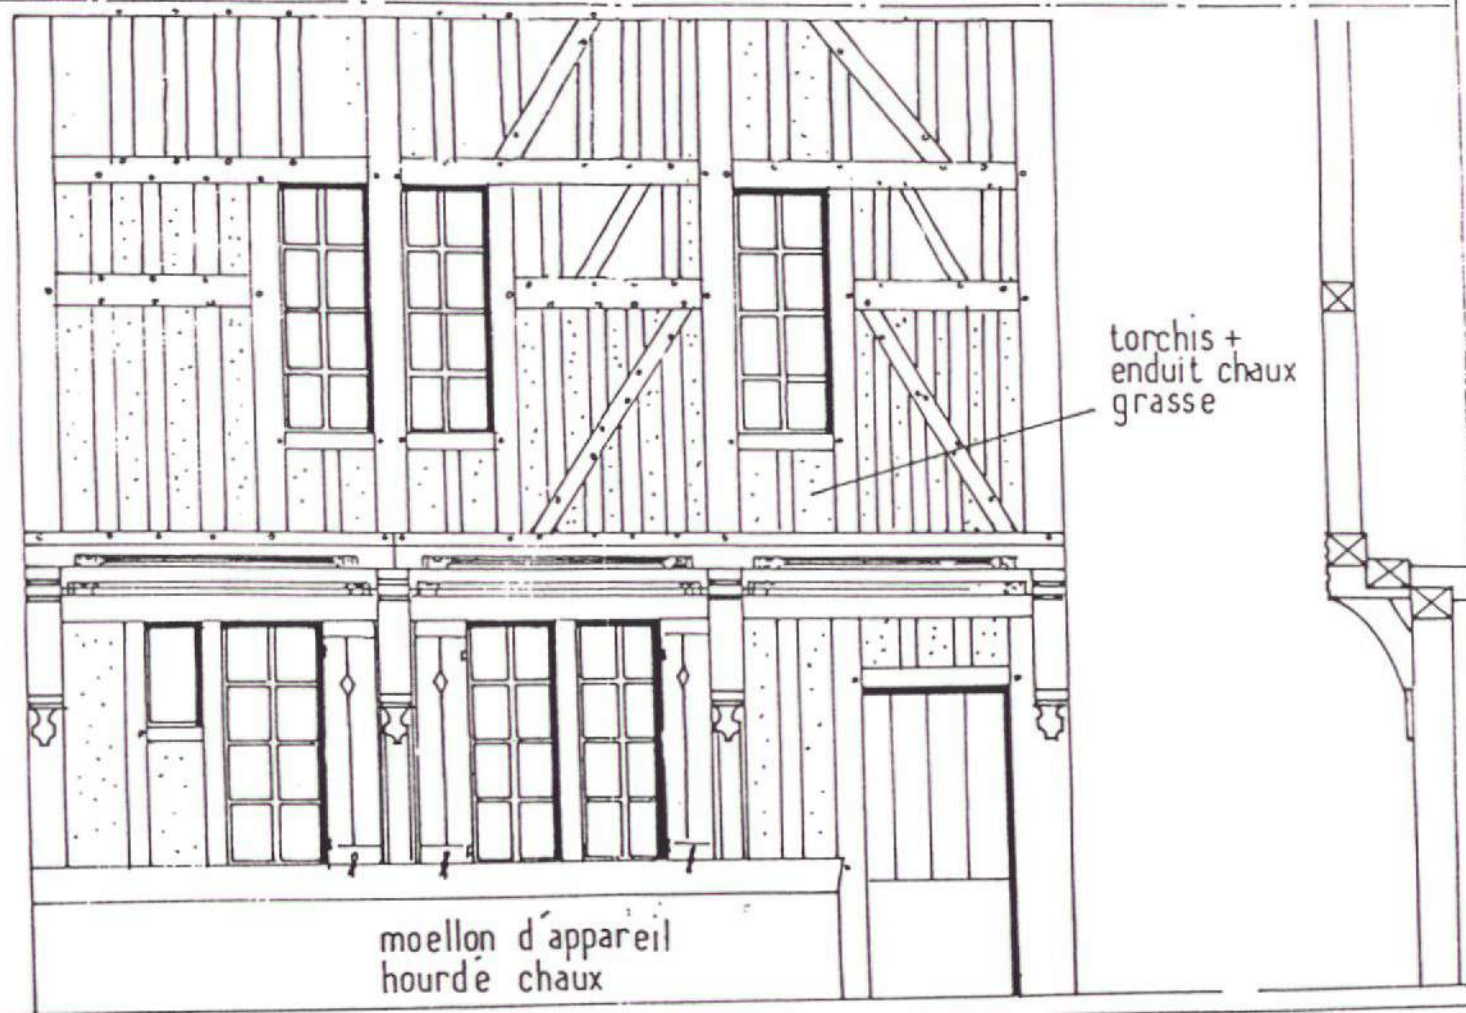 torchis +
enduit chaux
grasse
moellon d'appareil
hourdé chaux